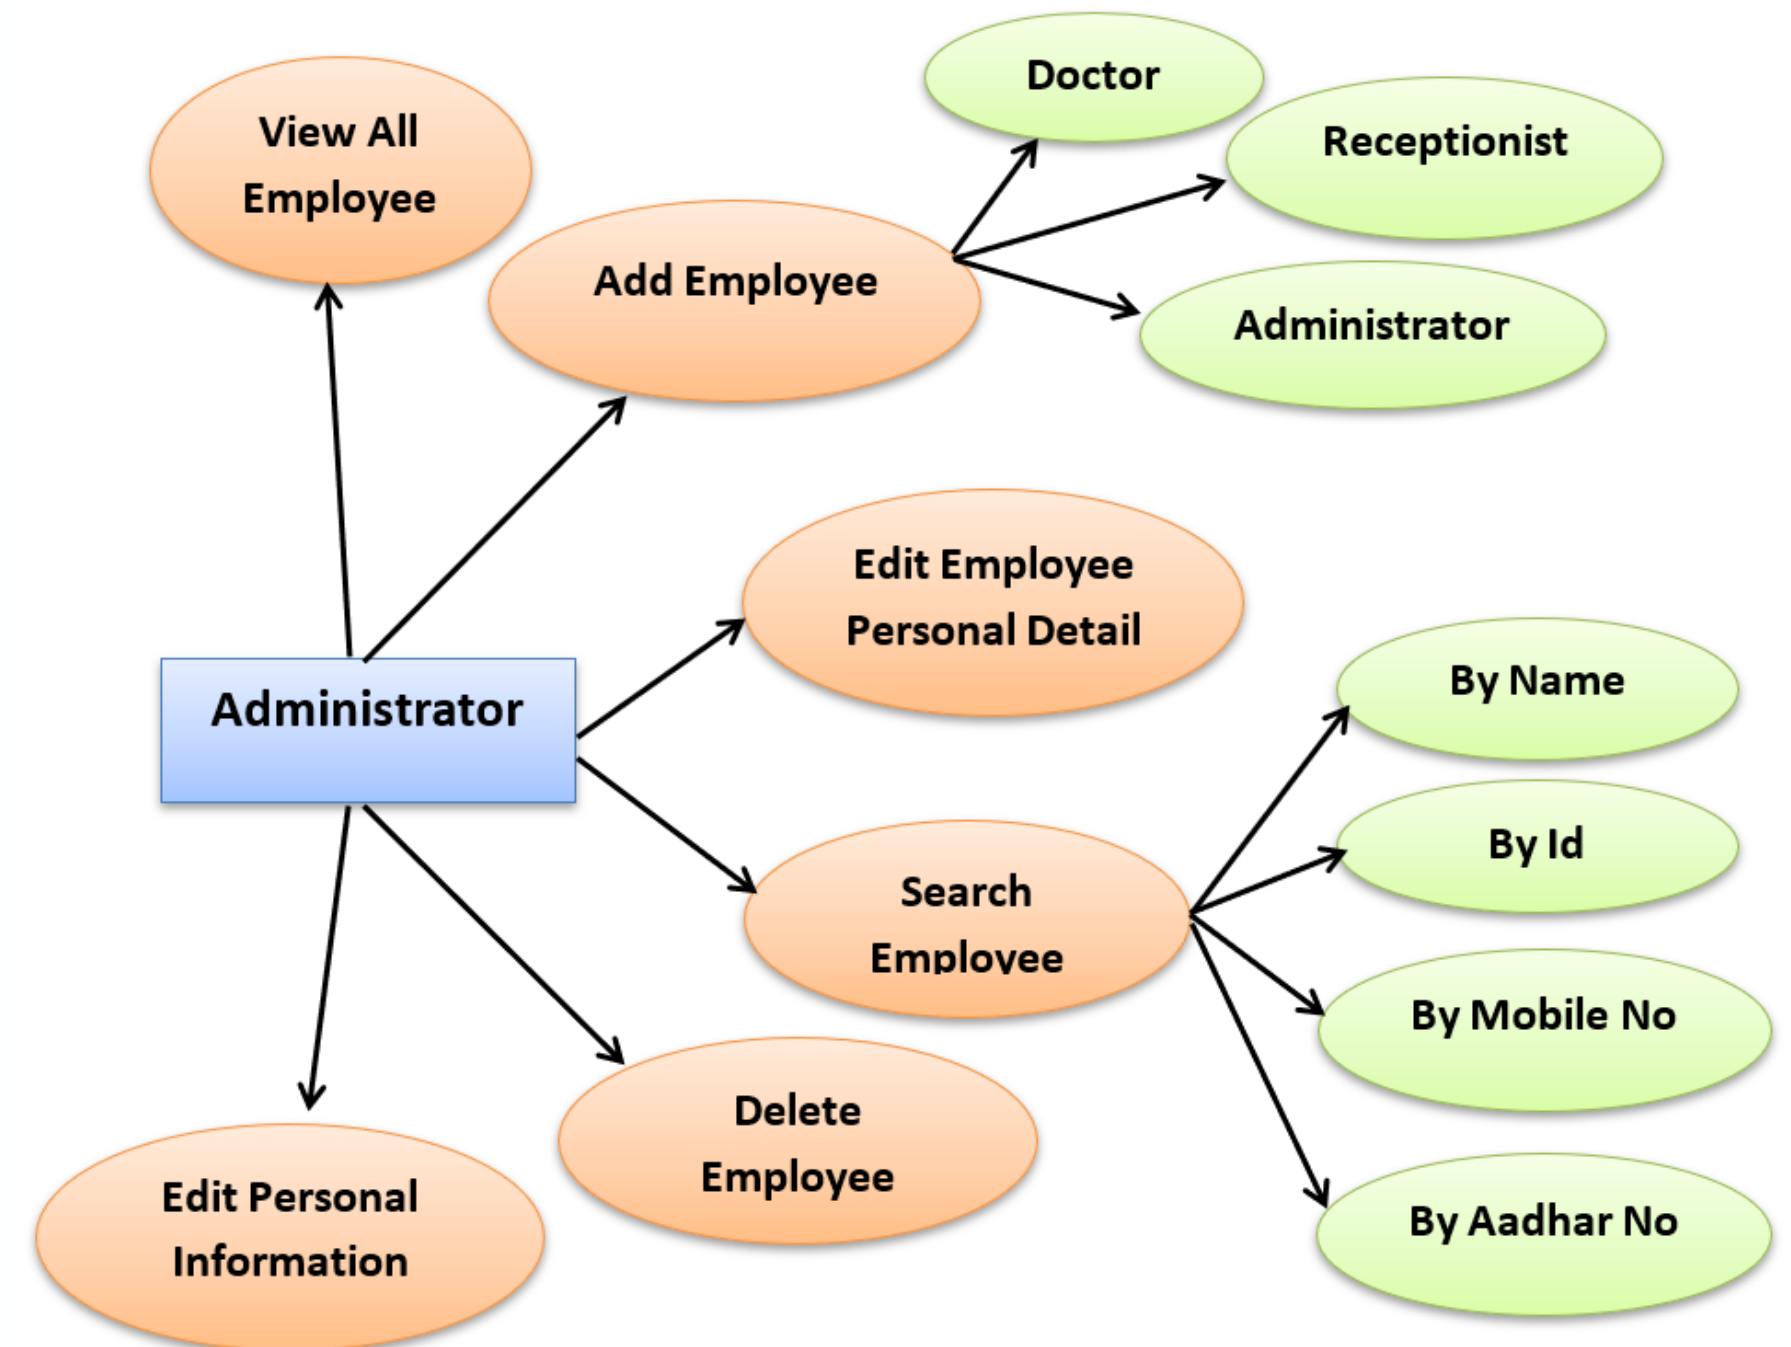 Doctor
View All
Employee
Receptionist
Add Employee
Administrator
Edit Employee
Personal Detail
Administrator
By Name
By Id
Search
Employee
By Mobile No
Delete
Employee
Edit Personal
Information
By Aadhar No